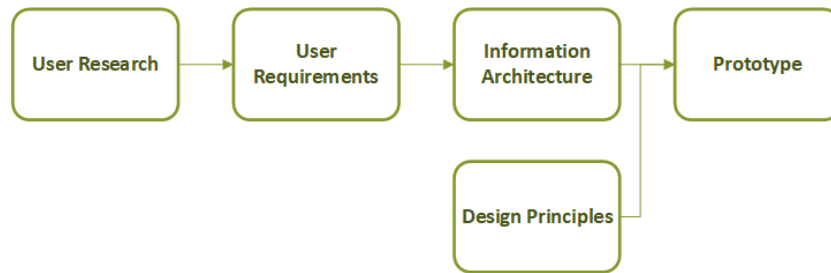 User Research
User
Requirements
Information
Architecture
Prototype
Design Principles